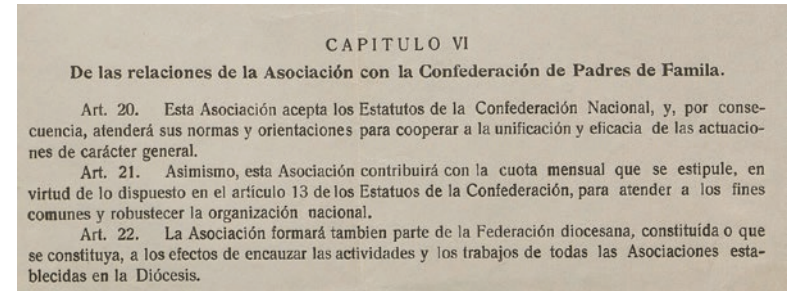 CAPITULO VI
De las relaciones de la Asociación con la Confederación de Padres de Famila.
Art. 20. Esta Asociación acepta los Estatutos de la Confederación Nacional, y, por conse-
cuencia, atenderá sus normas y orientaciones para cooperar a la unificación y eficacia de las actuacio-
nes de carácter general.
Art. 21. Asimismo, esta Asociación contribuirá con la cuota mensual que se estipule, en
virtud de lo dispuesto en el artículo 13 de los Estatuos de la Confederación, para atender a los fines
comunes y robustecer la organización nacional.
Art. 22. La Asociación formará tambien parte de la Federación diocesana, constituída o que
se constituya, a los efectos de encauzar las actividades y los trabajos de todas las Asociaciones esta-
blecidas en la Diócesis.